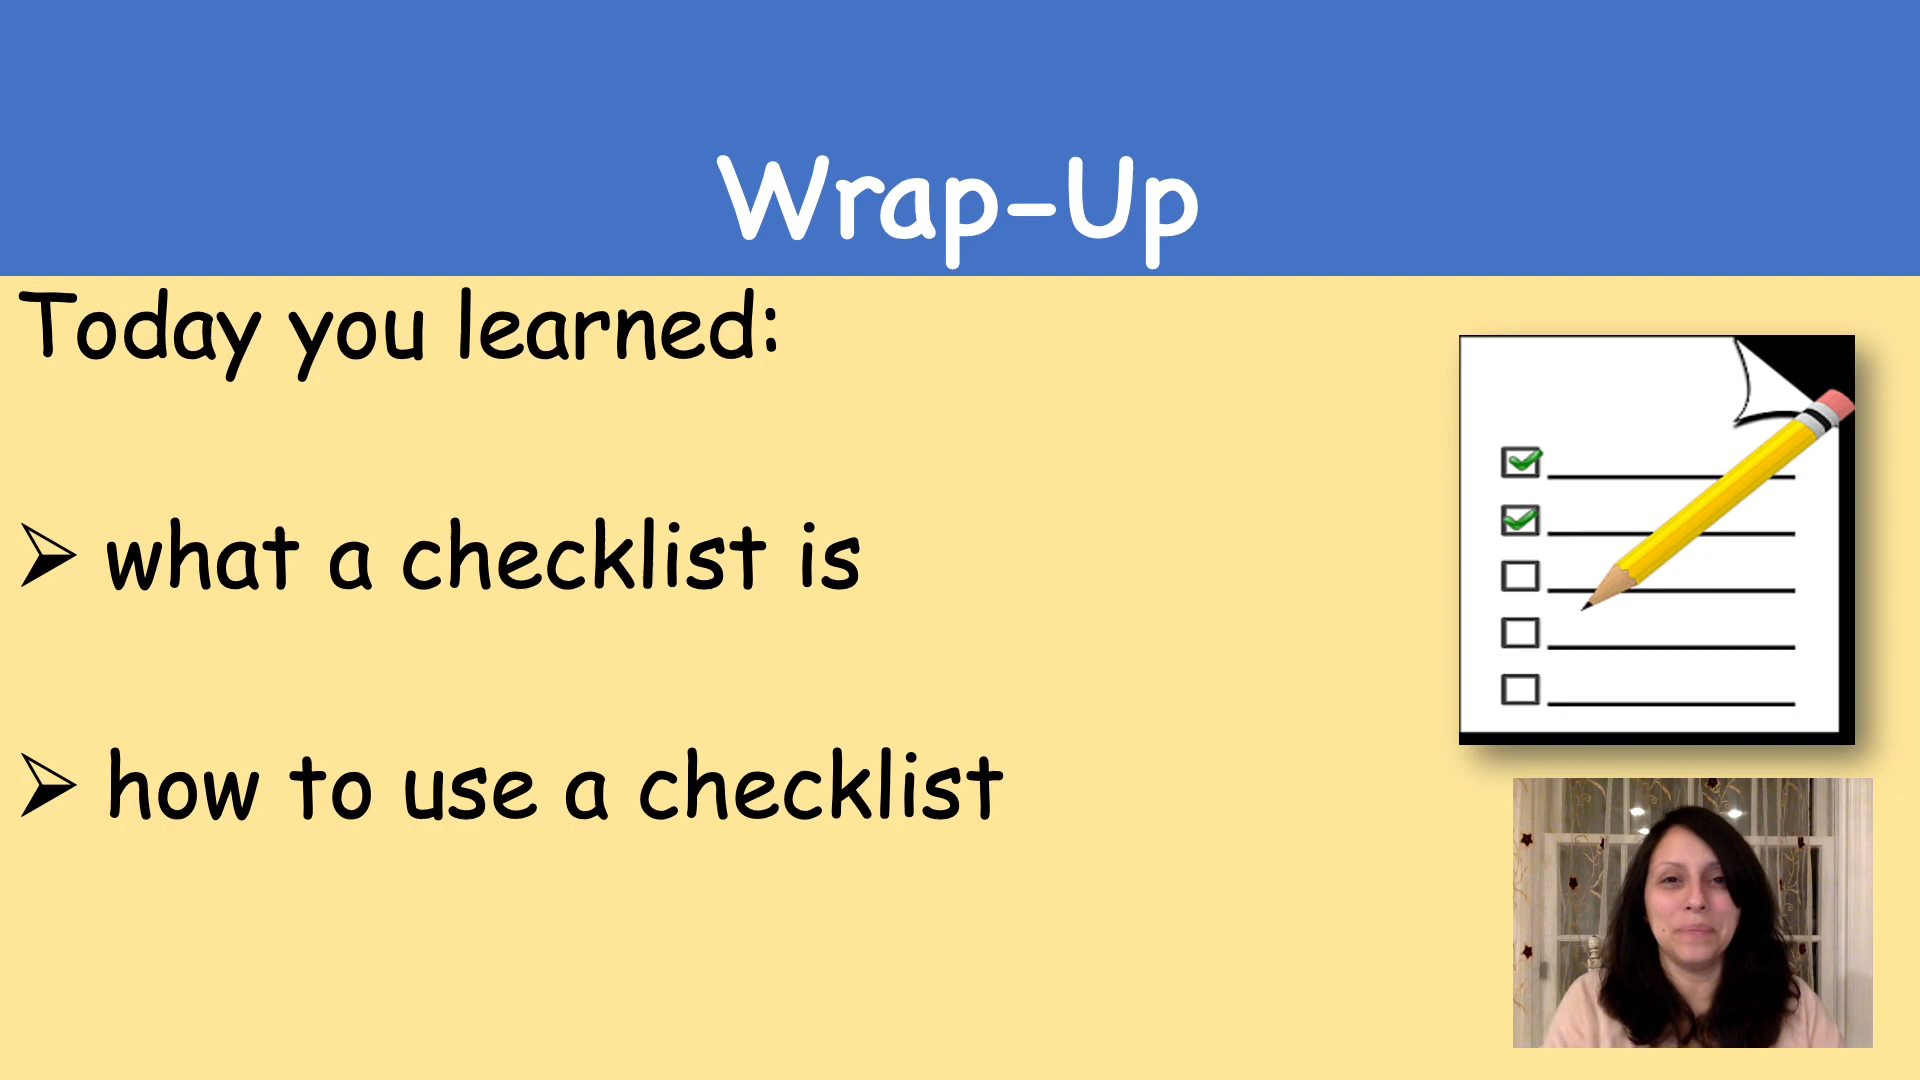 Wrap-Up
Today you learned:
what a checklist is
how to use a checklist